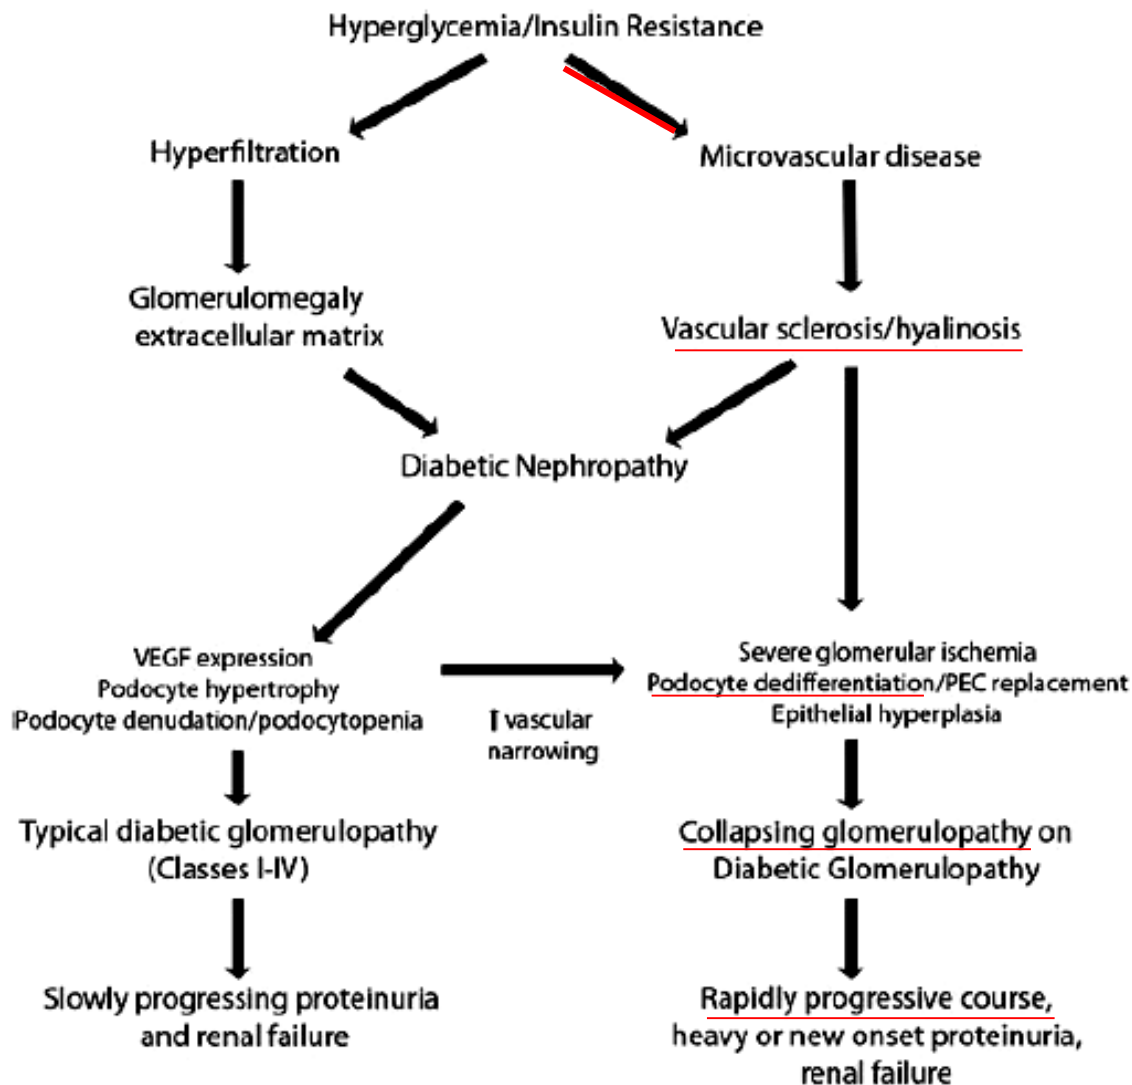 Hyperglycemia/Insulin Resistance
Hyperfiltration
Microvascular disease
Glomerulomegaly
extracellular matrix
Vascular sclerosis/hyalinosis
Diabetic Nephropathy
VEGF expression
Podocyte hypertrophy
Podocyte denudation/podocytopenia
↑ vascular
narrowing
Severe glomerular ischemia
Podocyte dedifferentiation/PEC replacement
Epithelial hyperplasia
Typical diabetic glomerulopathy
(Classes I-IV)
Collapsing glomerulopathy on
Diabetic Glomerulopathy
Slowly progressing proteinuria
and renal failure
Rapidly progressive course,
heavy or new onset proteinuria,
renal failure